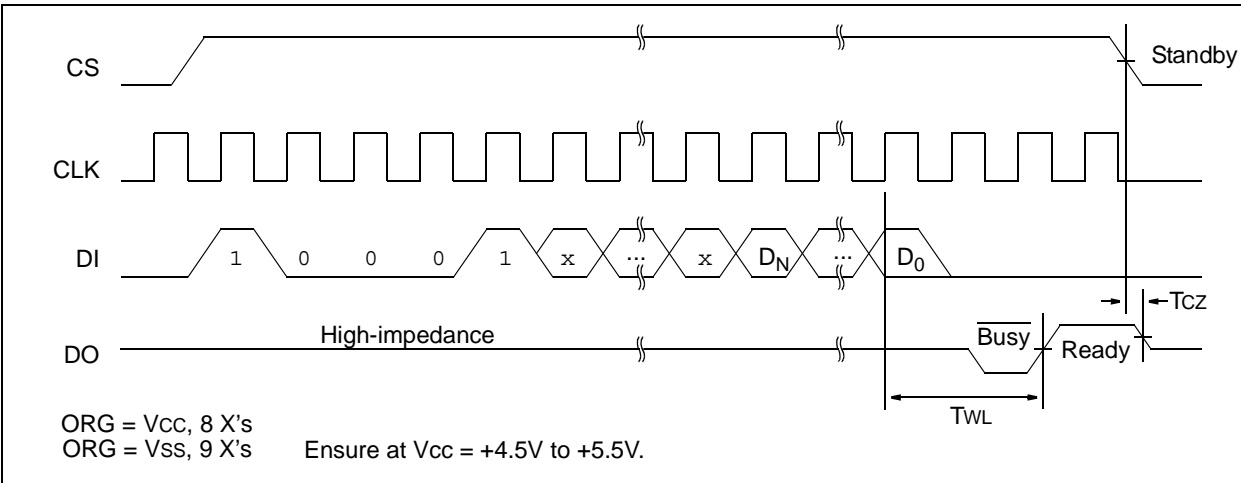 CS
Standby
CLK
DI
1 0 0 0 1 x ... x DN ... D0
TCZ
DO
High-impedance
Busy
Ready
TWL
ORG = VCC, 8 X's
ORG = VSS, 9 X's
Ensure at Vcc = +4.5V to +5.5V.